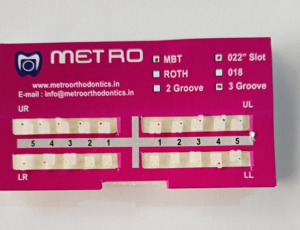 METRO
www.metroorthodontics.in
E-mail : info@metroorthodontics.in
MBT
022" Slot
ROTH
018
2 Groove
3 Groove
UR
UL
5 4 3 2 1
1 2 3 4 5
LR
LL